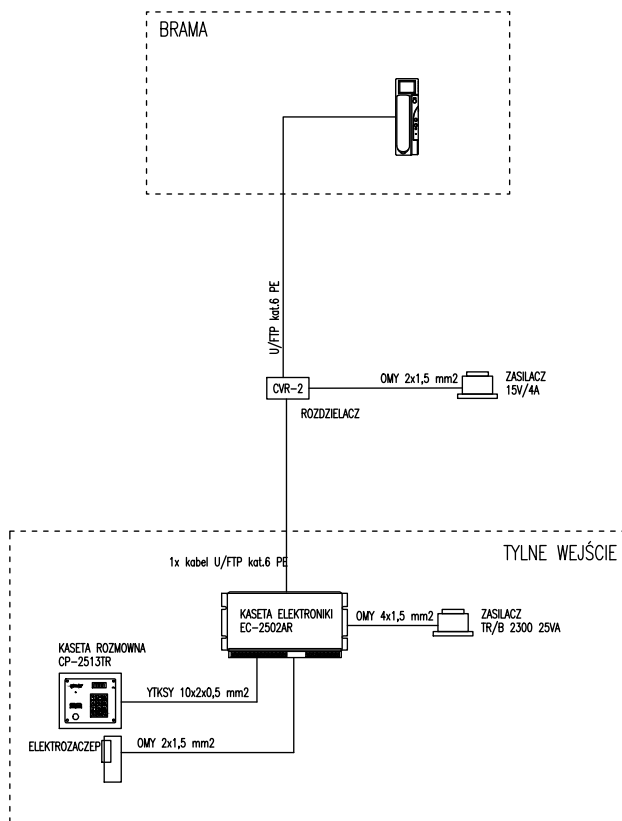 BRAMA
U/FTP kat.6 PE
CVR-2
OMY 2x1,5 mm2
ZASILACZ
15V/4A
ROZDZIELACZ
TYLNE WEJŚCIE
1x kabel U/FTP kat.6 PE
KASETA ELEKTRONIKI
EC-2502AR
OMY 4x1,5 mm2
ZASILACZ
TR/B 2300 25VA
KASETA ROZMOWNA
CP-2513TR
YTKSY 10x2x0,5 mm2
ELEKTROZACZEP
OMY 2x1,5 mm2